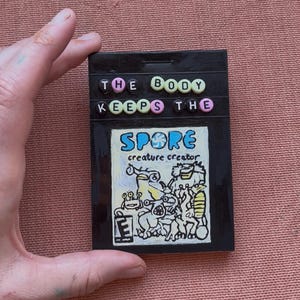 THE BODY
KEEPS THE
SPORE
creature creator
E